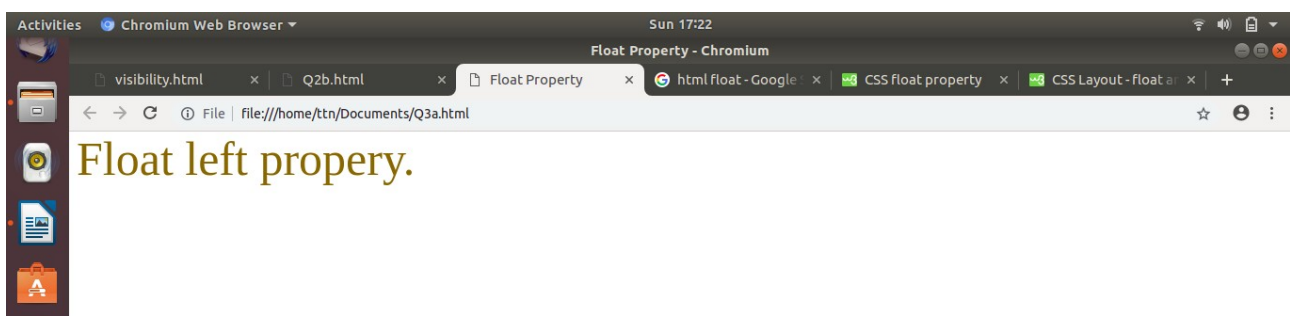 Activities Chromium Web Browser Sun 17:22
Float Property - Chromium
visibility.html Q2b.html Float Property html float - Google CSS float property CSS Layout - float
File file:///home/ttn/Documents/Q3a.html
Float left propery.